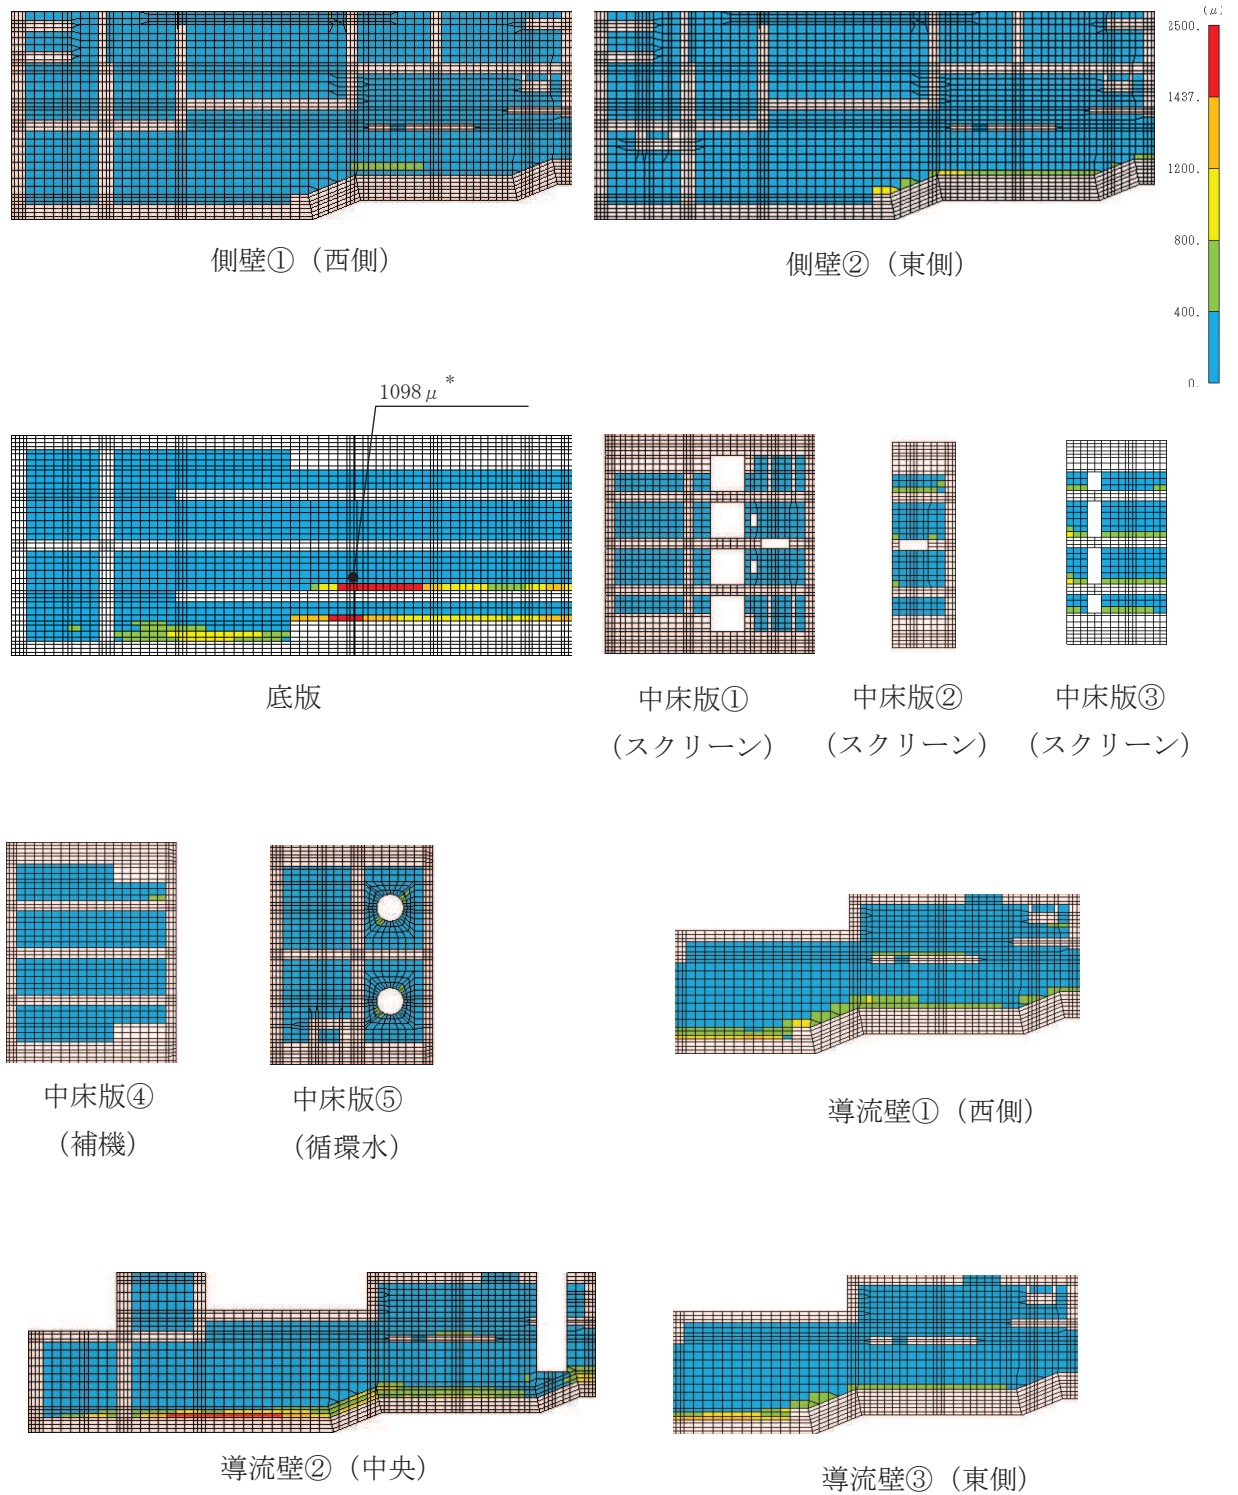 (μ)
2500.
1437.
1200.
800.
400.
0.
側壁①（西側）
側壁②（東側）
1098μ*
底版
中床版①
（スクリーン）
中床版②
（スクリーン）
中床版③
（スクリーン）
中床版④
（補機）
中床版⑤
（循環水）
導流壁①（西側）
導流壁②（中央）
導流壁③（東側）